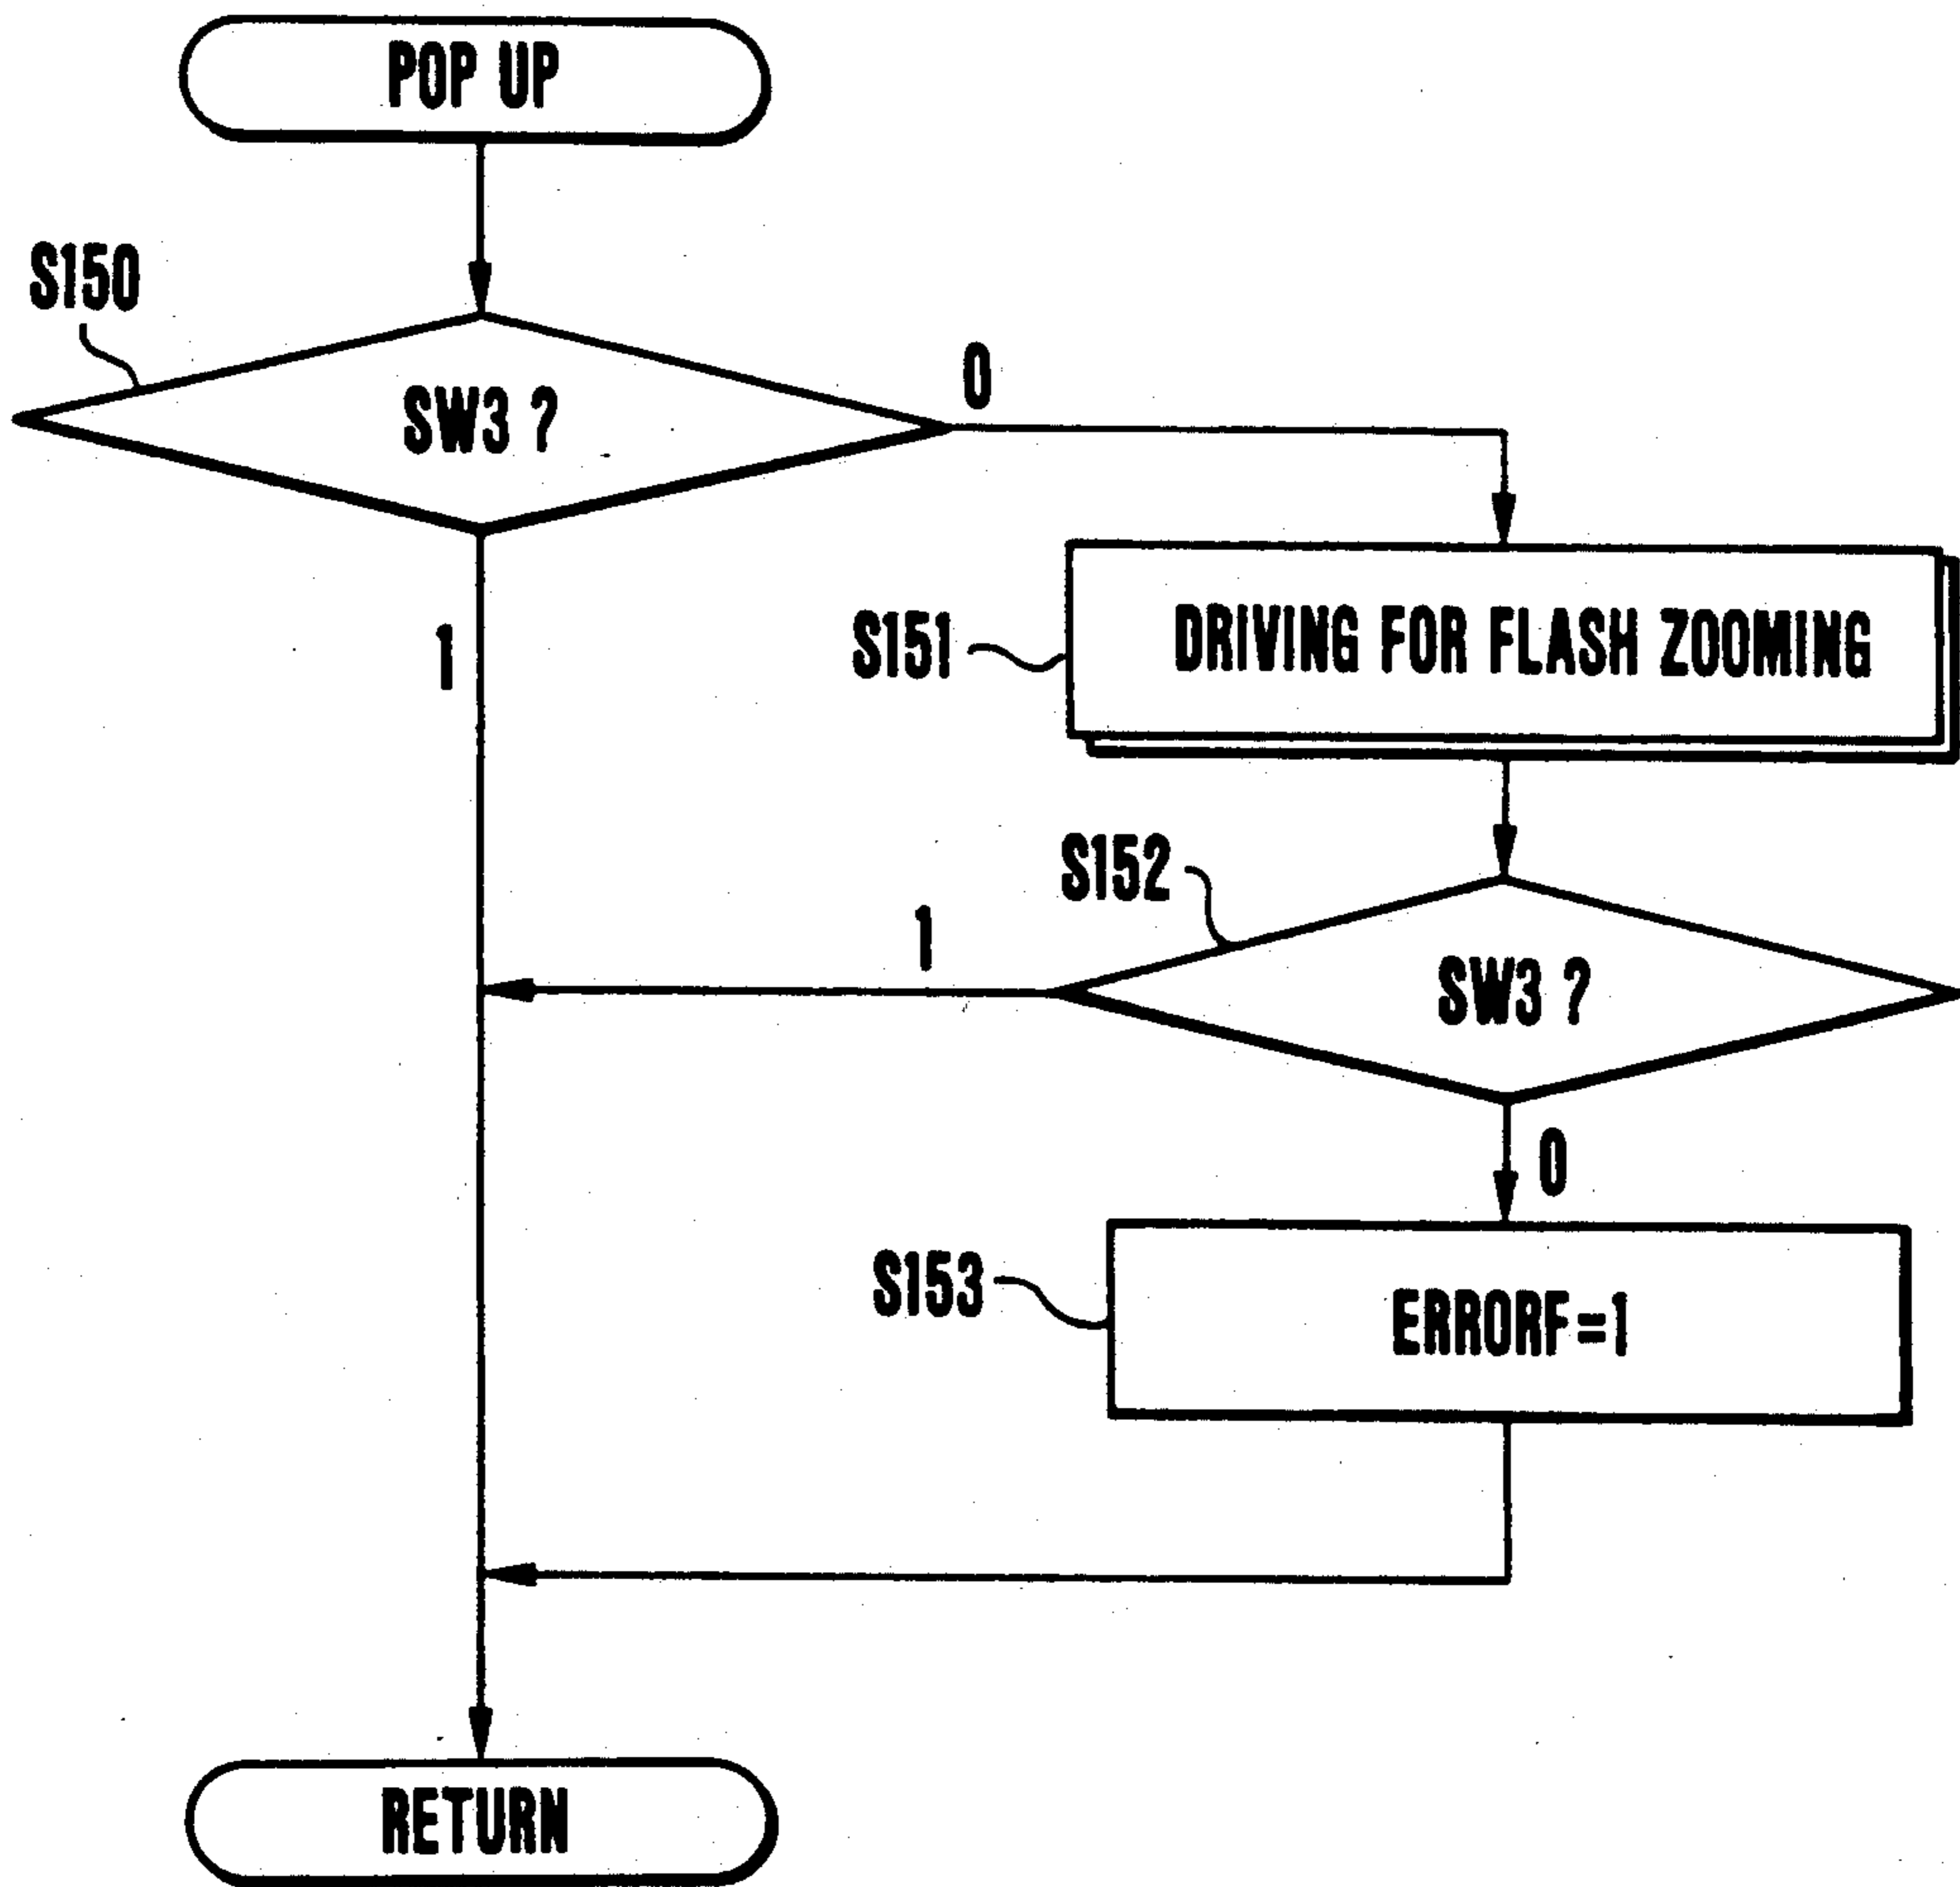 POP UP
S150
SW3 ?
0
1
S151
DRIVING FOR FLASH ZOOMING
S152
1
SW3 ?
0
S153
ERRORF=1
RETURN